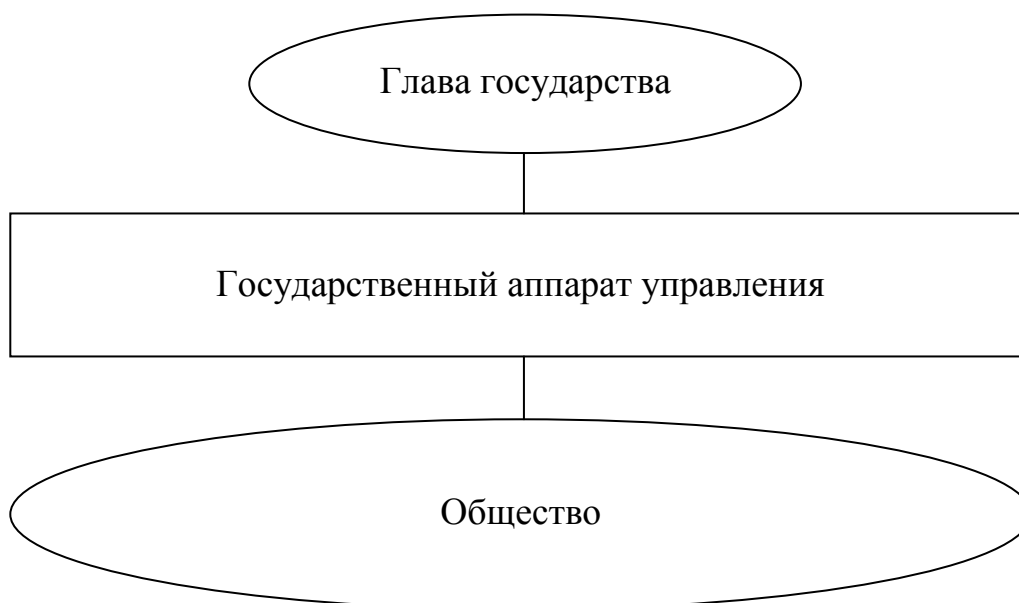 Глава государства
Государственный аппарат управления
Общество